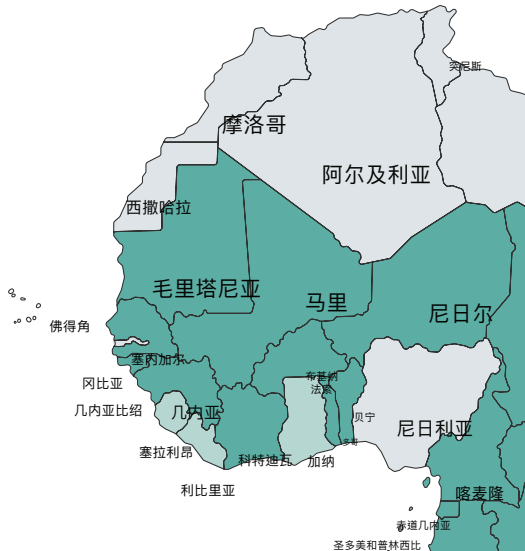 突尼斯
摩洛哥
阿尔及利亚
西撒哈拉
毛里塔尼亚
马里
尼日尔
佛得角
塞内加尔
冈比亚
布基纳
法索
几内亚比绍
几内亚
贝宁
尼日利亚
多哥
塞拉利昂
科特迪瓦
加纳
利比里亚
喀麦隆
赤道几内亚
圣多美和普林西比